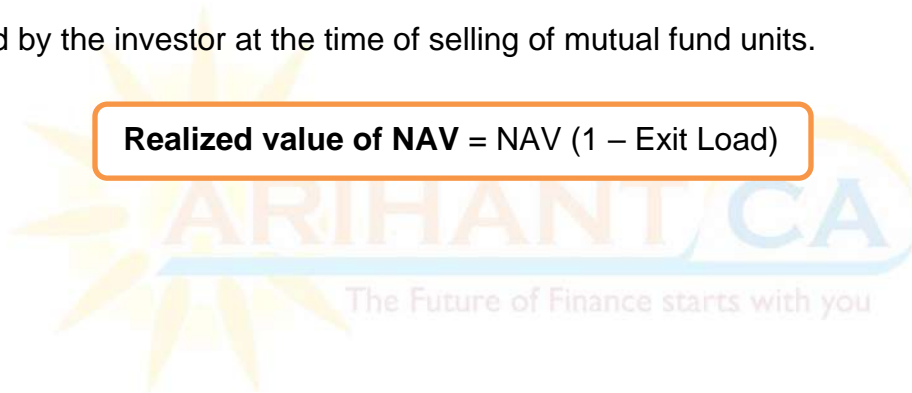 d by the investor at the time of selling of mutual fund units.
Realized value of NAV = NAV (1 – Exit Load)
ARIHANT CA
The Future of Finance starts with you